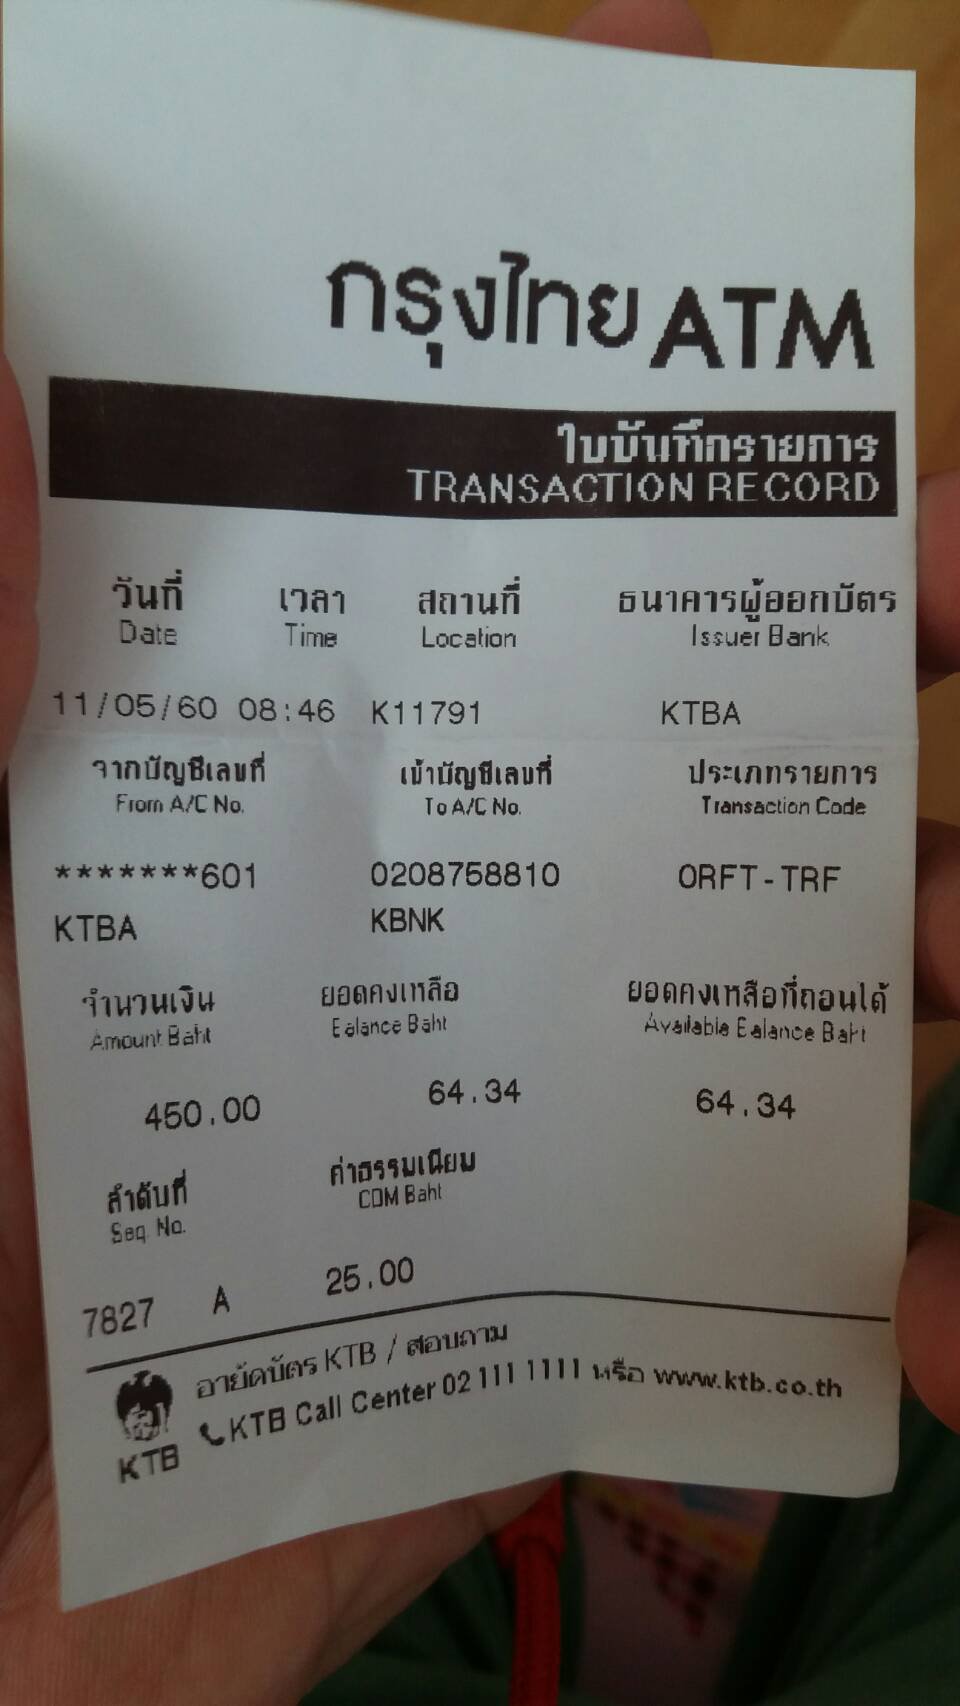 กรุงไทย ATM
ใบบันทึกรายการ
TRANSACTION RECORD
วันที่ เวลา สถานที่ ธนาคารผู้ออกบัตร
Date Time Location Issuer Bank
11/05/60 08:46 K11791 KTBA
จากบัญชีเลขที่ เข้าบัญชีเลขที่ ประเภทรายการ
From A/C No. To A/C No. Transaction Code
*******601 0208758810 ORFT-TRF
KTBA KBNK
จำนวนเงิน ยอดคงเหลือ ยอดคงเหลือที่ถอนได้
Amount Baht Balance Baht Available Balance Baht
450.00 64.34 64.34
ลำดับที่ ค่าธรรมเนียม
Seq. No. COM Baht
7827 A 25.00
อายัดบัตร KTB / สอบถาม
KTB Call Center 02 111 1111 หรือ www.ktb.co.th
KTB